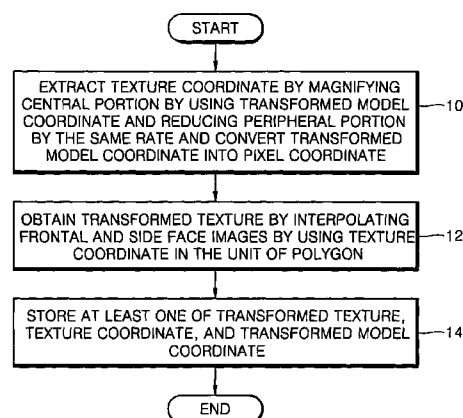 START
EXTRACT TEXTURE COORDINATE BY MAGNIFYING
CENTRAL PORTION BY USING TRANSFORMED MODEL
COORDINATE AND REDUCING PERIPHERAL PORTION
BY THE SAME RATE AND CONVERT TRANSFORMED
MODEL COORDINATE INTO PIXEL COORDINATE
10
OBTAIN TRANSFORMED TEXTURE BY INTERPOLATING
FRONTAL AND SIDE FACE IMAGES BY USING TEXTURE
COORDINATE IN THE UNIT OF POLYGON
12
STORE AT LEAST ONE OF TRANSFORMED TEXTURE,
TEXTURE COORDINATE, AND TRANSFORMED MODEL
COORDINATE
14
END